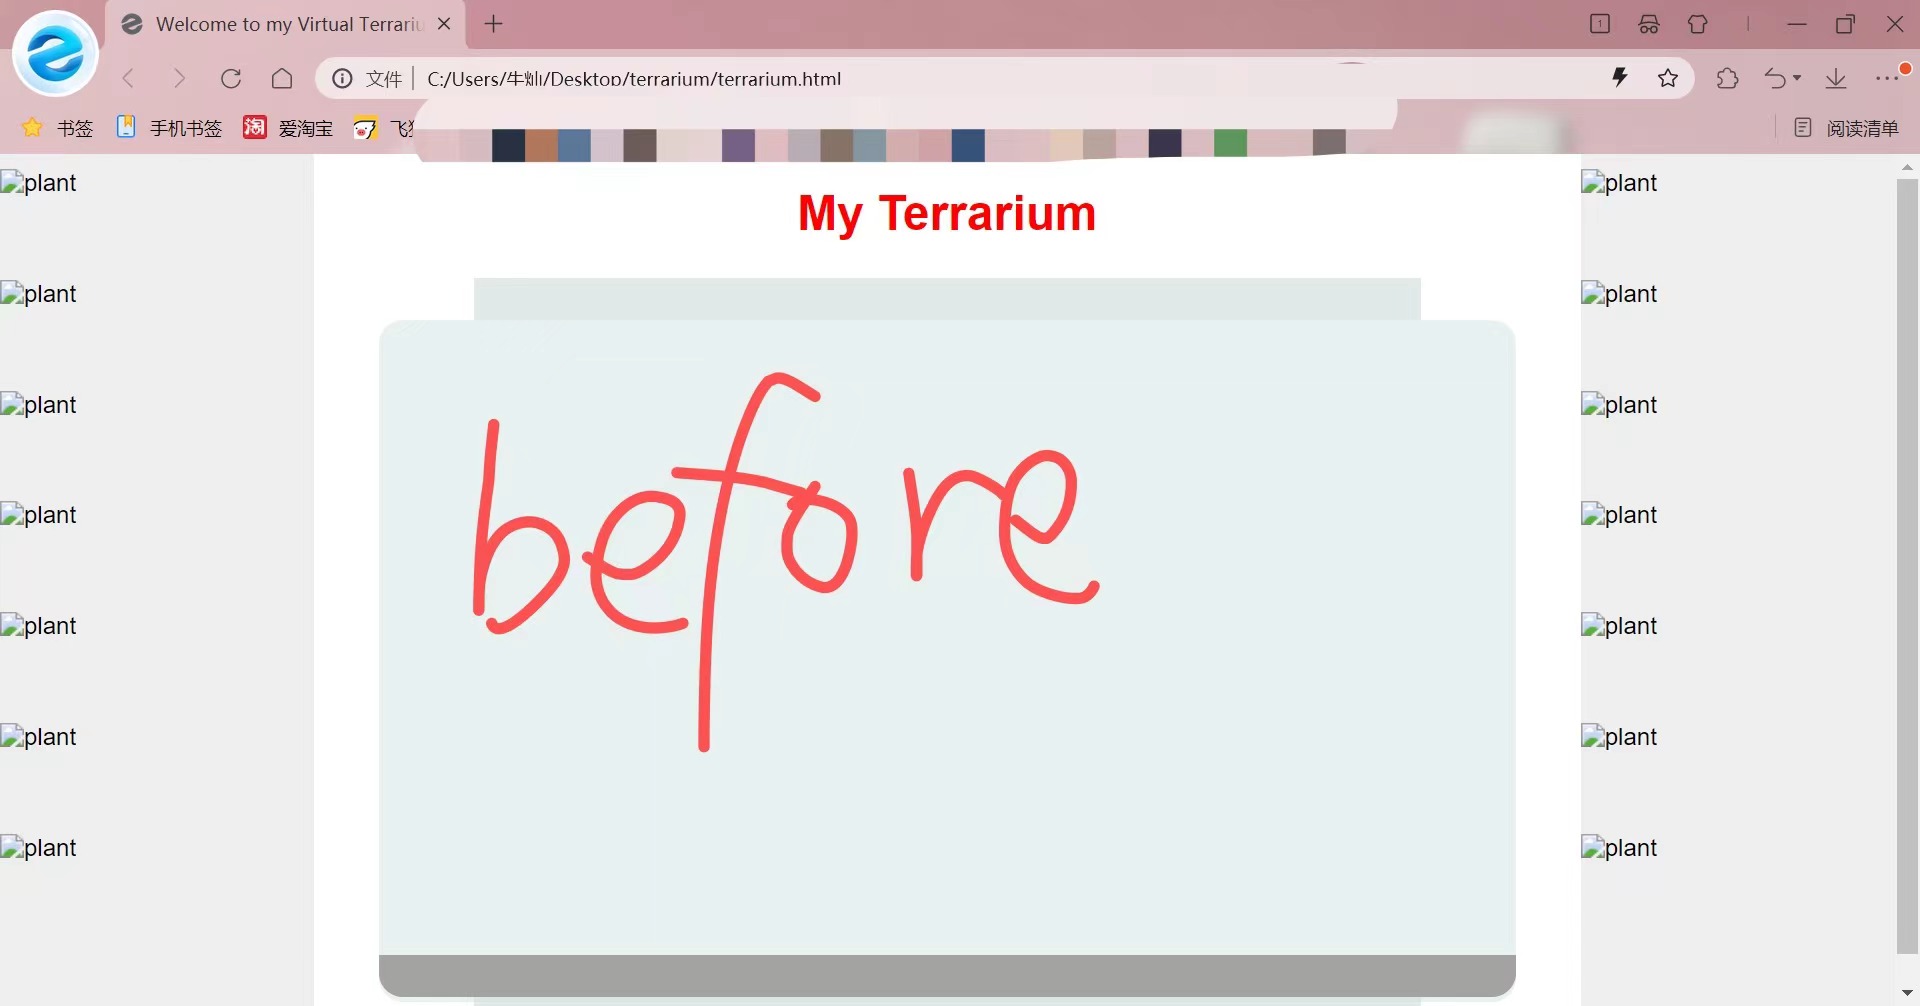 Welcome to my Virtual Terrariu
文件
C:/Users/牛灿/Desktop/terrarium/terrarium.html
书签
手机书签
淘
爱淘宝
阅读清单
My Terrarium
plant plant
plant plant
plant plant
before
plant plant
plant plant
plant plant
plant plant